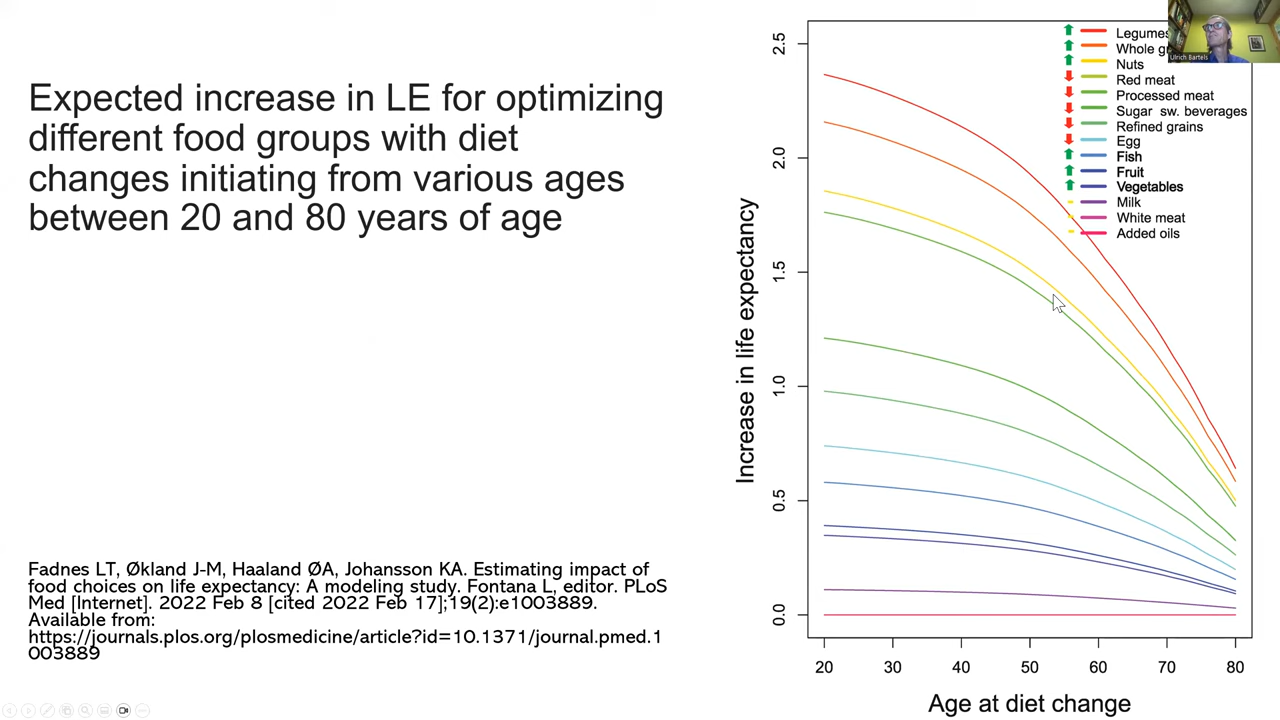 Expected increase in LE for optimizing
different food groups with diet
changes initiating from various ages
between 20 and 80 years of age
Fadnes LT, Økland J-M, Haaland ØA, Johansson KA. Estimating impact of
food choices on life expectancy: A modeling study. Fontana L, editor. PLoS
Med [Internet]. 2022 Feb 8 [cited 2022 Feb 17];19(2):e1003889.
Available from:
https://journals.plos.org/plosmedicine/article?id=10.1371/journal.pmed.1
003889
Increase in life expectancy
2.5
2.0
1.5
1.0
0.5
0.0
Legumes
Whole
Nuts
Red meat
Processed meat
Sugar sw. beverages
Refined grains
Egg
Fish
Fruit
Vegetables
Milk
White meat
Added oils
20 30 40 50 60 70 80
Age at diet change
Ulrich Bartels